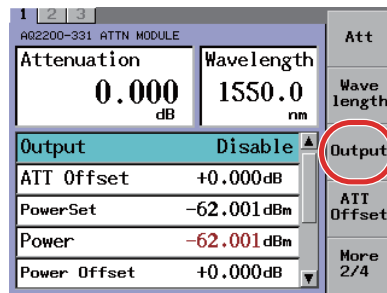 1 2 3
AQ2200-331 ATTN MODULE
Attenuation
0.000
dB
Wavelength
1550.0
nm
Output Disable
ATT Offset +0.000dB
PowerSet -62.001dBm
Power -62.001dBm
Power Offset +0.000dB
Att
Wave
length
Output
ATT
Offset
More
2/4